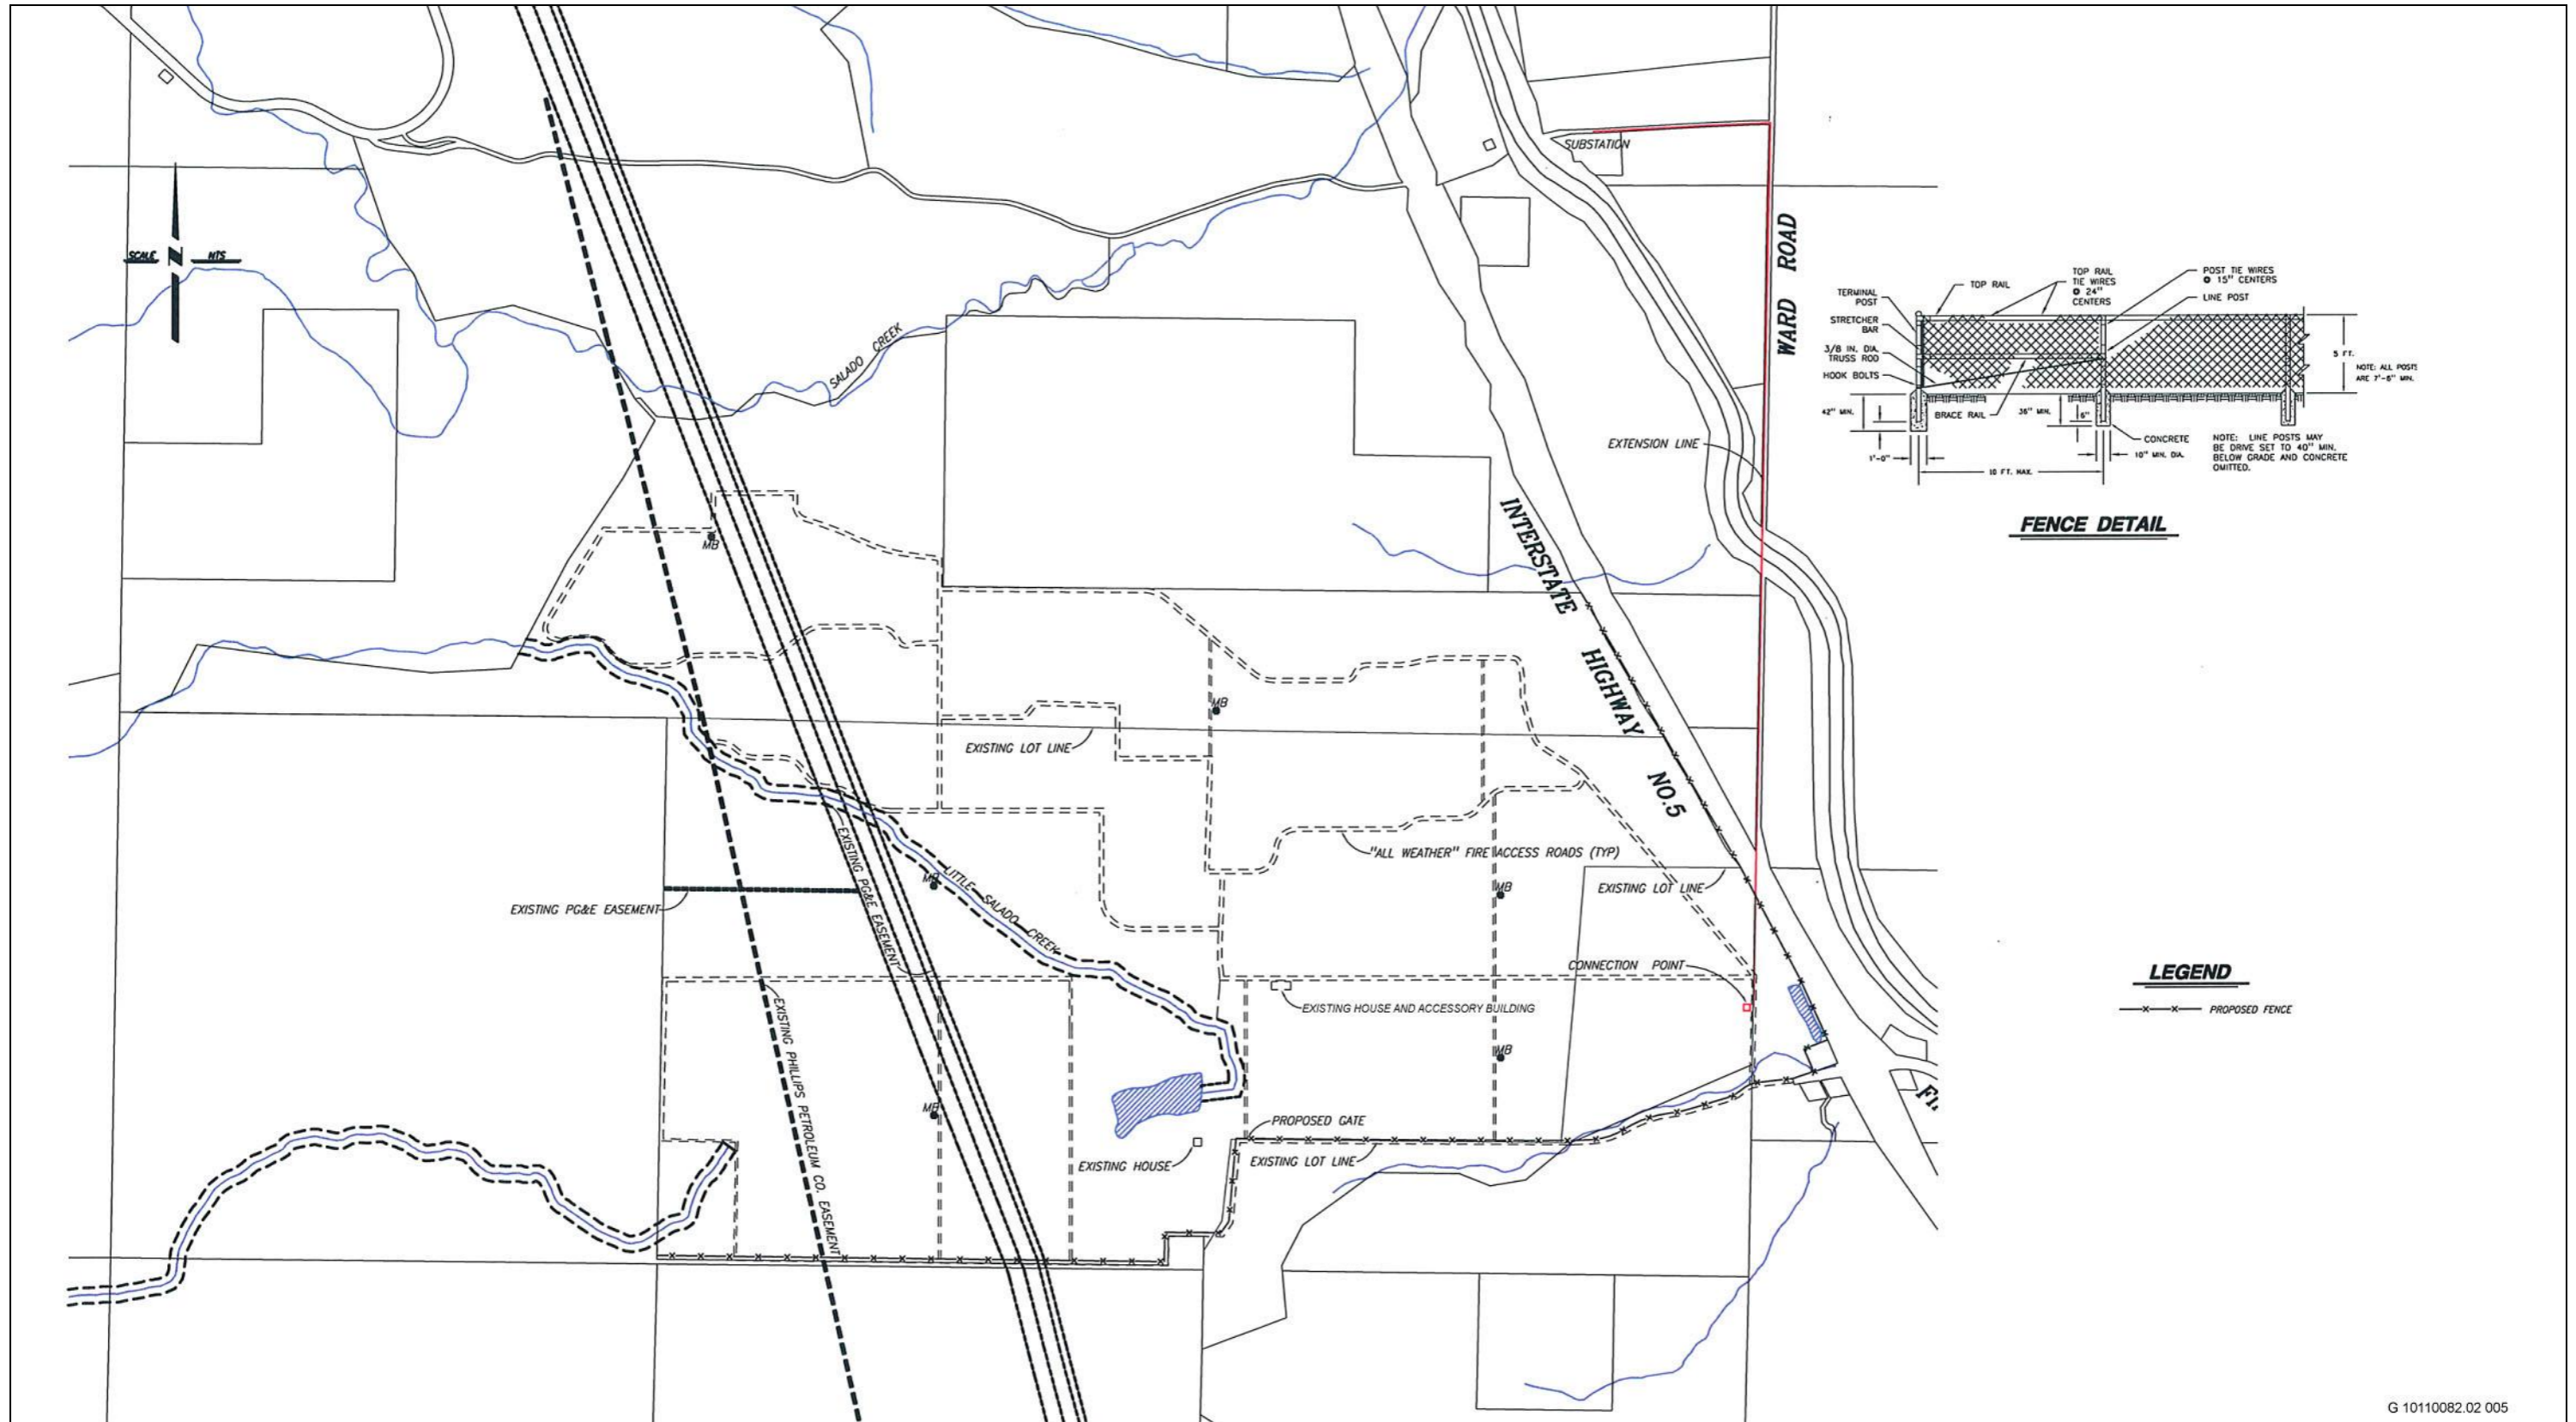 SUBSTATION
SCALE N NTS
WARD ROAD
SALADO CREEK
EXTENSION LINE
INTERSTATE HIGHWAY NO.5
TOP RAIL
TOP RAIL
TIE WIRES
@ 24"
CENTERS
POST TIE WIRES
@ 15" CENTERS
LINE POST
TERMINAL
POST
STRETCHER
BAR
3/8 IN. DIA.
TRUSS ROD
HOOK BOLTS
5 FT.
NOTE: ALL POSTS
ARE 7'-6" MIN.
42" MIN.
BRACE RAIL
36" MIN.
6"
CONCRETE
10" MIN. DIA.
1'-0"
10 FT. MAX.
NOTE: LINE POSTS MAY
BE DRIVE SET TO 40" MIN.
BELOW GRADE AND CONCRETE
OMITTED.
FENCE DETAIL
MB
MB
EXISTING LOT LINE
"ALL WEATHER" FIRE ACCESS ROADS (TYP)
EXISTING PG&E EASEMENT
EXISTING PG&E EASEMENT
MB
LITTLE SALADO CREEK
MB
EXISTING LOT LINE
CONNECTION POINT
EXISTING HOUSE AND ACCESSORY BUILDING
EXISTING PHILLIPS PETROLEUM CO. EASEMENT
MB
MB
PROPOSED GATE
EXISTING HOUSE
EXISTING LOT LINE
LEGEND
PROPOSED FENCE
G 10110082.02 005